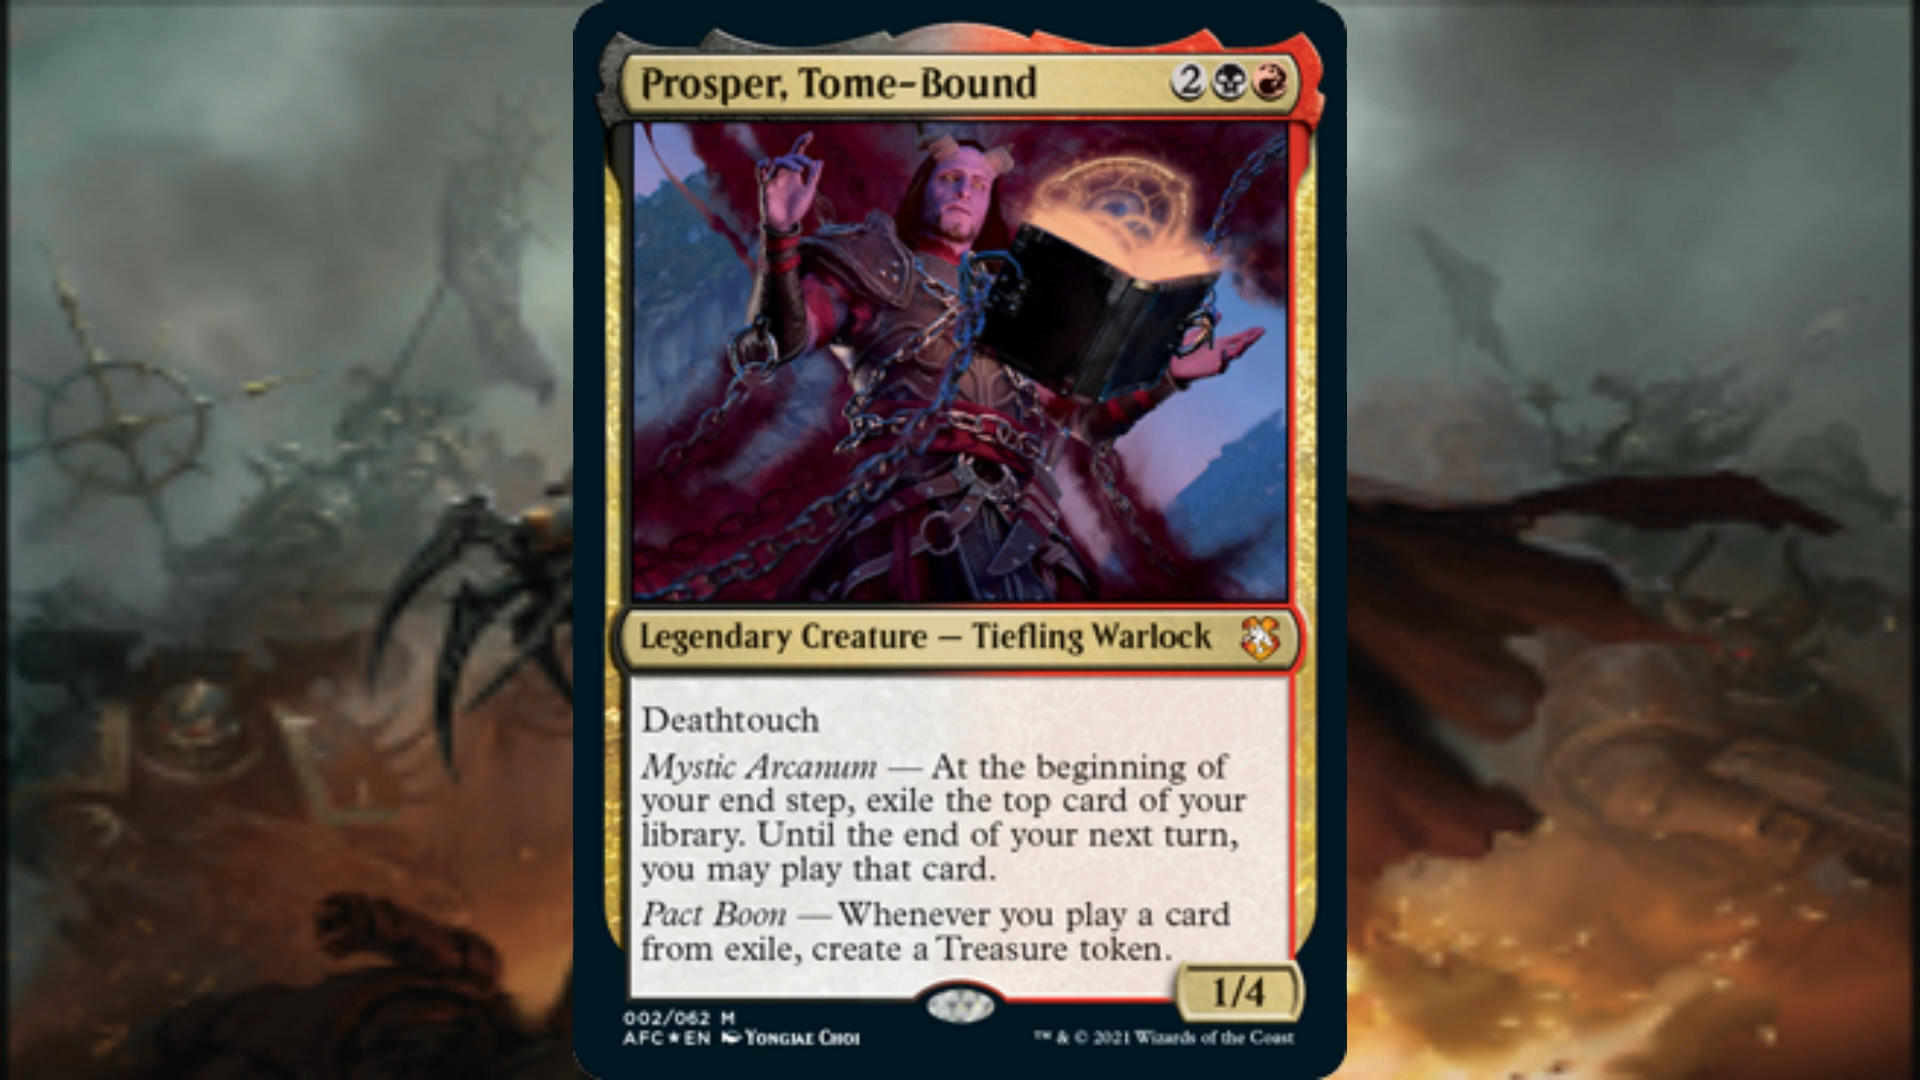 Prosper, Tome-Bound 2
Legendary Creature — Tiefling Warlock
Deathtouch
Mystic Arcanum — At the beginning of
your end step, exile the top card of your
library. Until the end of your next turn,
you may play that card.
Pact Boon — Whenever you play a card
from exile, create a Treasure token.
1/4
002/062 M
AFC★EN Yongjae Choi
™ & © 2021 Wizards of the Coast